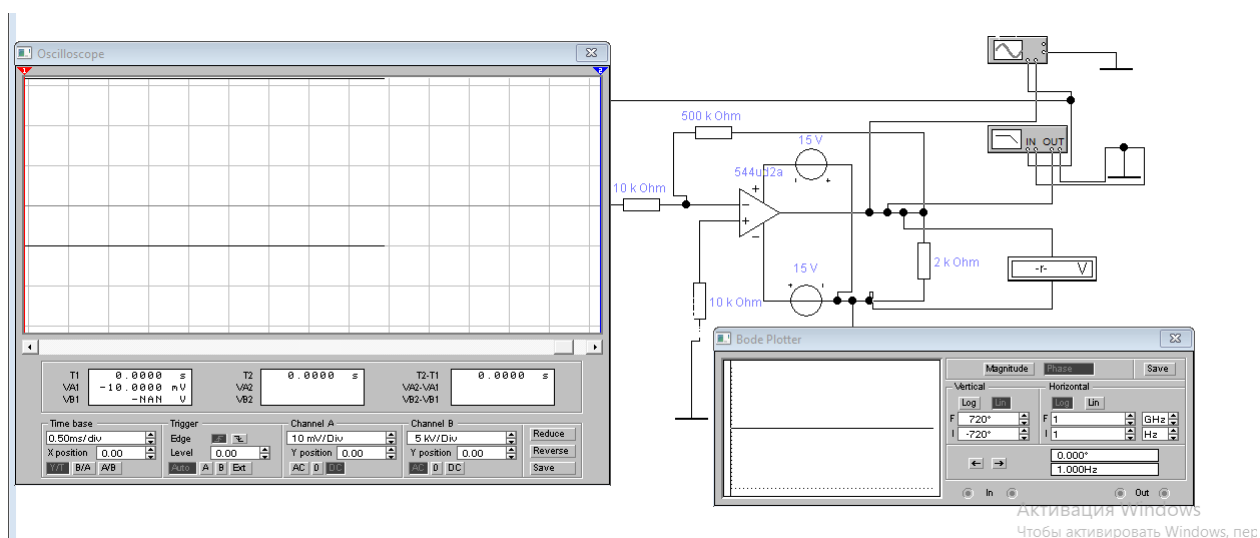 Oscilloscope
1
2
500 k Ohm
15 V
IN OUT
544ud2a
10 k Ohm
+
−
+
−
- +
15 V
+ -
2 k Ohm
-r- V
10 k Ohm
T1 0.0000 s
VA1 -10.0000 mV
VB1 -NAN V
T2 0.0000 s
VA2
VB2
T2-T1 0.0000 s
VA2-VA1
VB2-VB1
Time base
0.50ms/div
X position 0.00
Y/T B/A A/B
Trigger
Edge
Level 0.00
Auto A B Ext
Channel A
10 mV/Div
Y position 0.00
AC 0 DC
Channel B
5 kV/Div
Y position 0.00
AC 0 DC
Reduce
Reverse
Save
Bode Plotter
Magnitude Phase Save
Vertical Horizontal
Log Lin Log Lin
F 720° F 1 GHz
I -720° I 1 Hz
0.000°
1.000Hz
In Out
Активация Windows
Чтобы активировать Windows, пер